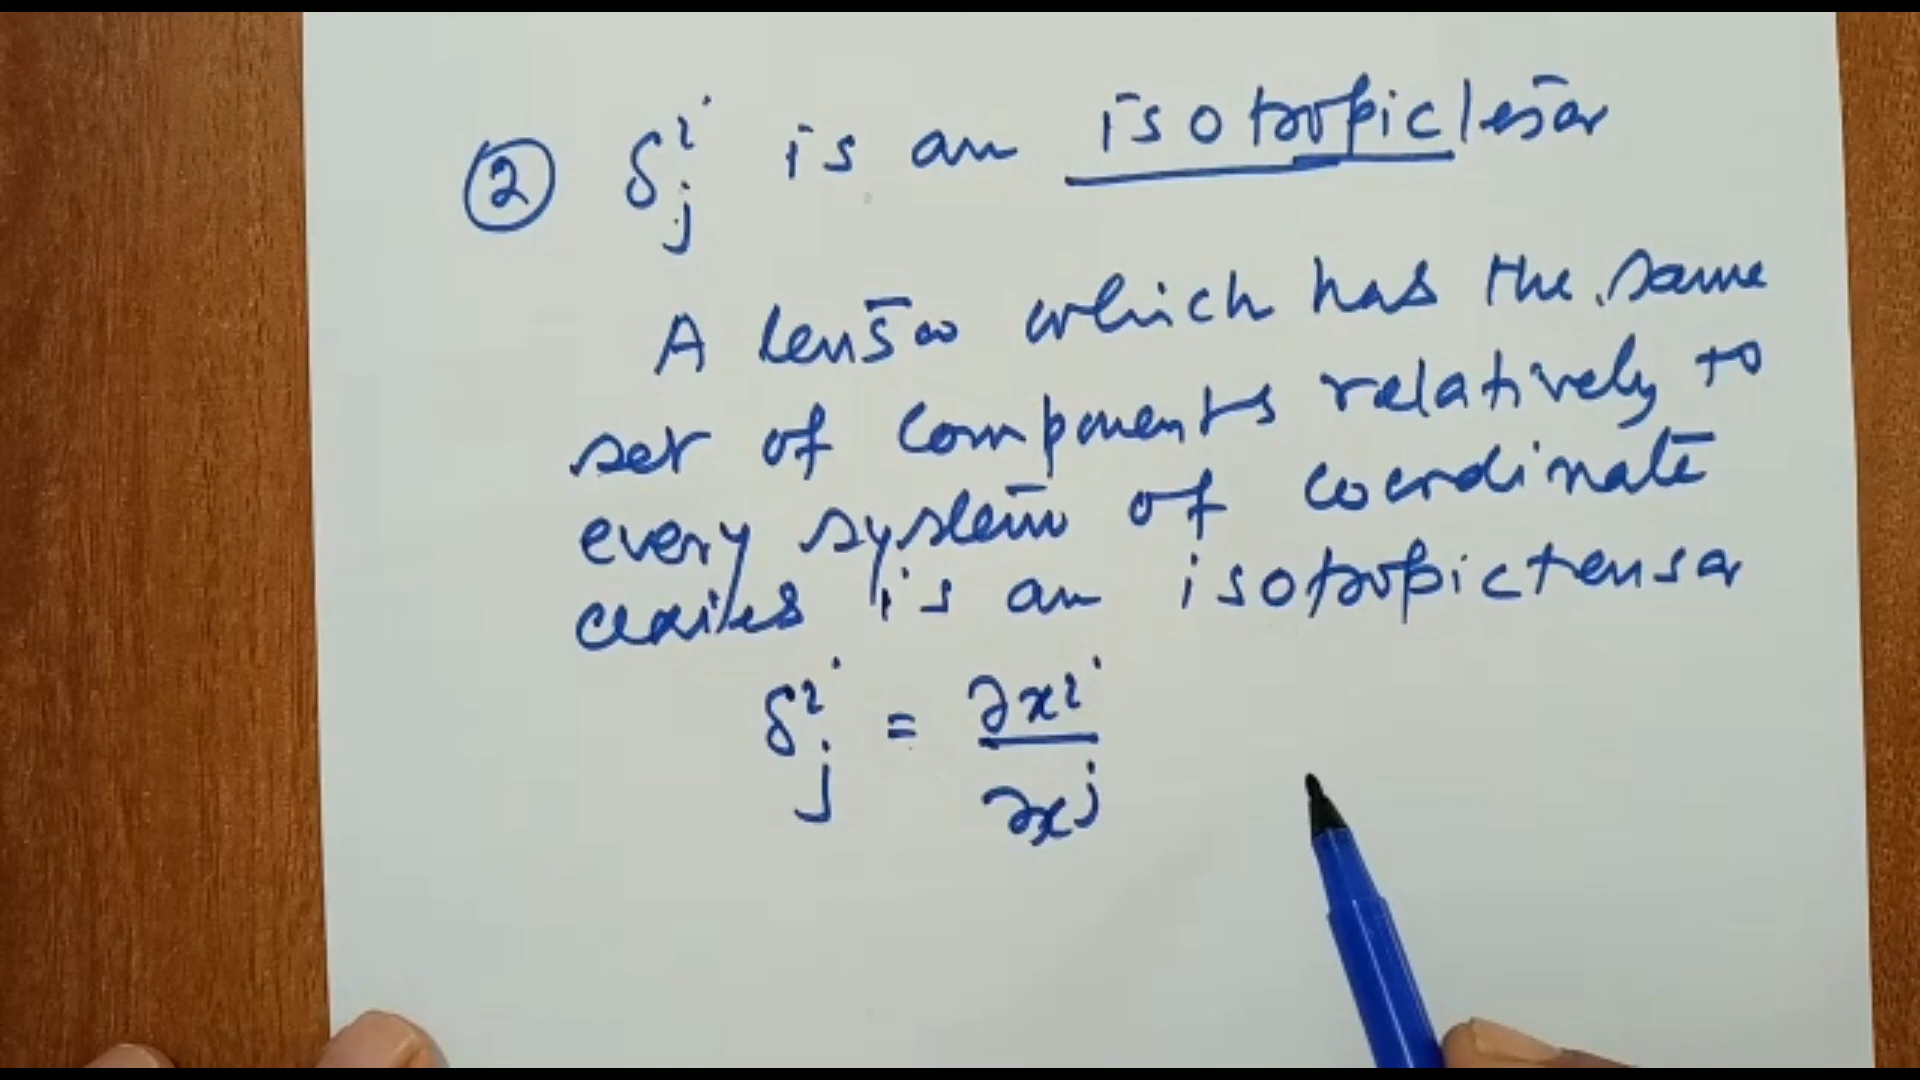 ② δ^i_j is an isotropic tensor
A tensor which has the same
set of components relatively to
every system of coordinate
axises is an isotropic tensor
δ^i_j = ∂x^i / ∂x^j